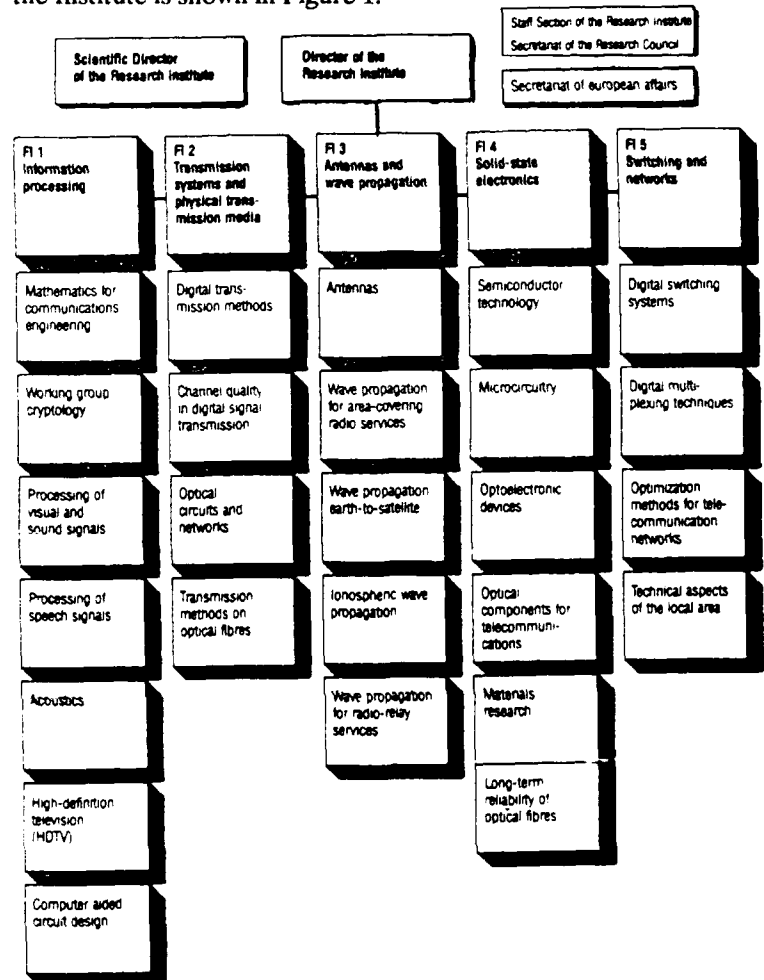 the Institute is shown in Figure 1.
Scientific Director
of the Research Institute
Director of the
Research Institute
Staff Section of the Research Institute
Secretariat of the Research Council
Secretariat of european affairs
FI 1
Information
processing
FI 2
Transmission
systems and
physical trans-
mission media
FI 3
Antennas and
wave propagation
FI 4
Solid-state
electronics
FI 5
Switching and
networks
Mathematics for
communications
engineering
Working group
cryptology
Processing of
visual and
sound signals
Processing of
speech signals
Acoustics
High-definition
television
(HDTV)
Computer aided
circuit design
Digital trans-
mission methods
Channel quality
in digital signal
transmission
Optical
circuits and
networks
Transmission
methods on
optical fibres
Antennas
Wave propagation
for area-covering
radio services
Wave propagation
earth-to-satellite
Ionospheric wave
propagation
Wave propagation
for radio-relay
services
Semiconductor
technology
Microcircuitry
Optoelectronic
devices
Optical
components for
telecommuni-
cations
Materials
research
Long-term
reliability of
optical fibres
Digital switching
systems
Digital multi-
plexing techniques
Optimization
methods for tele-
communication
networks
Technical aspects
of the local area